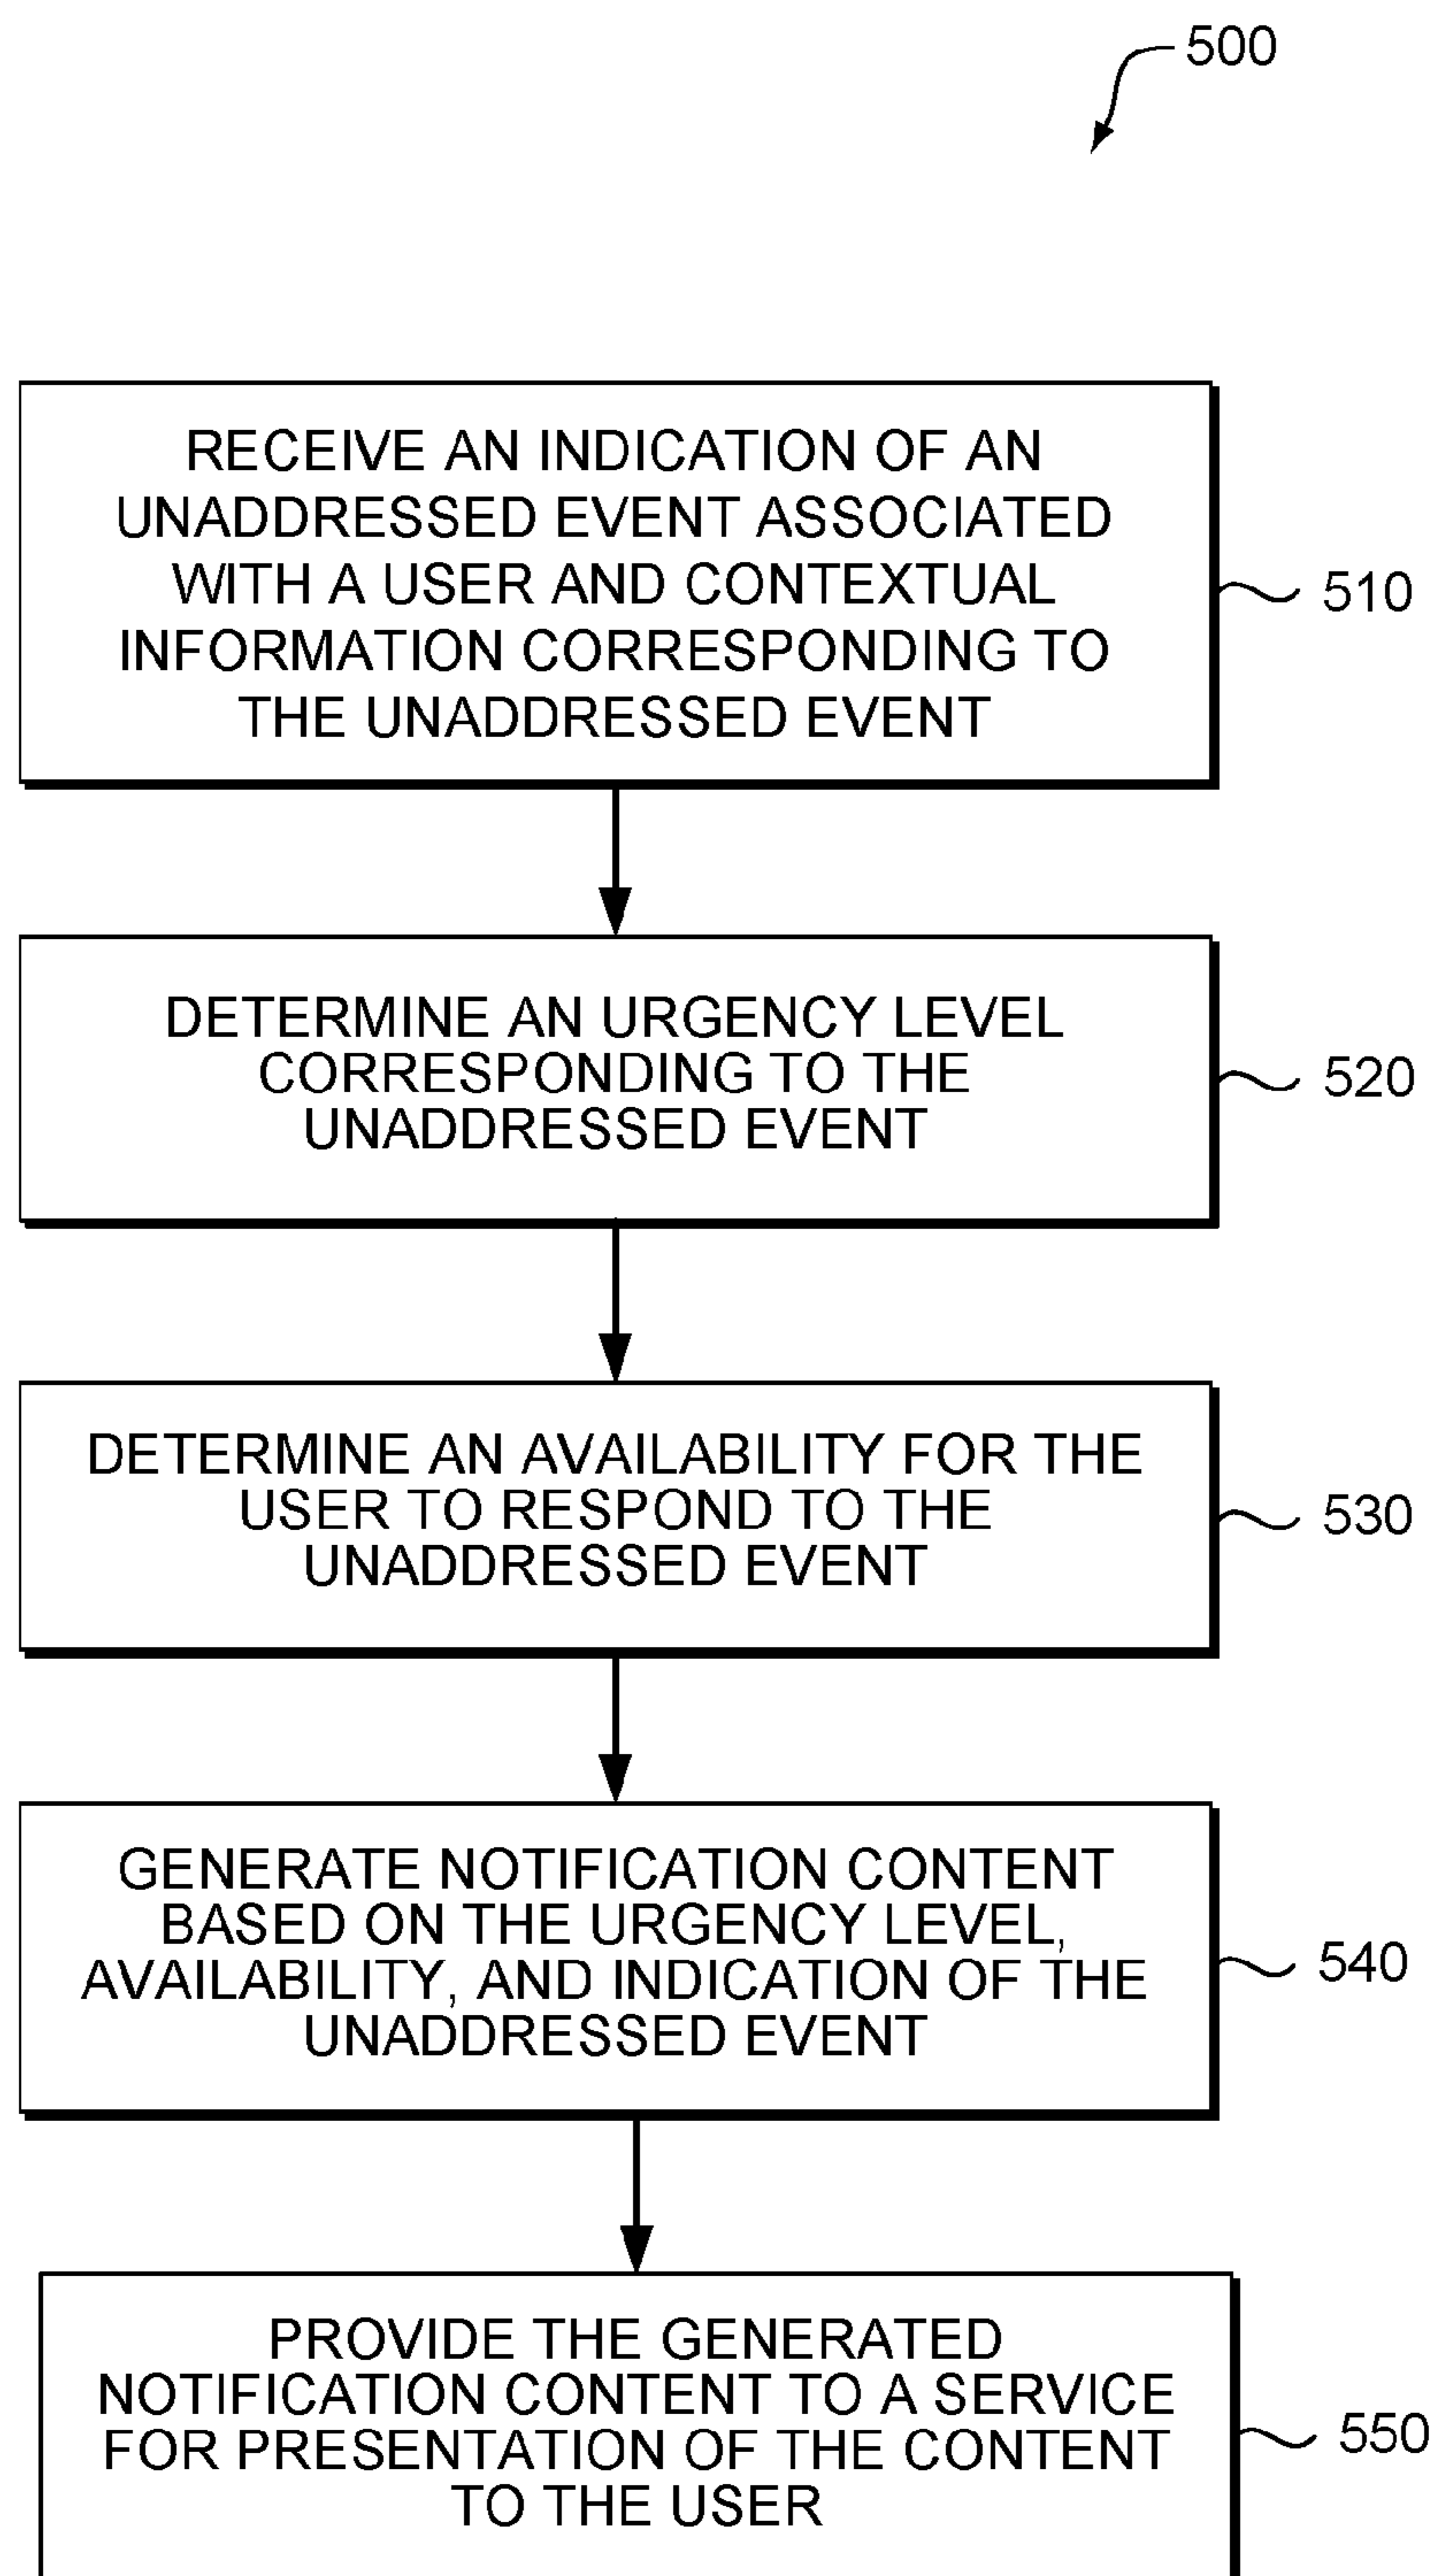 500
RECEIVE AN INDICATION OF AN
UNADDRESSED EVENT ASSOCIATED
WITH A USER AND CONTEXTUAL
INFORMATION CORRESPONDING TO
THE UNADDRESSED EVENT
510
DETERMINE AN URGENCY LEVEL
CORRESPONDING TO THE
UNADDRESSED EVENT
520
DETERMINE AN AVAILABILITY FOR THE
USER TO RESPOND TO THE
UNADDRESSED EVENT
530
GENERATE NOTIFICATION CONTENT
BASED ON THE URGENCY LEVEL,
AVAILABILITY, AND INDICATION OF THE
UNADDRESSED EVENT
540
PROVIDE THE GENERATED
NOTIFICATION CONTENT TO A SERVICE
FOR PRESENTATION OF THE CONTENT
TO THE USER
550